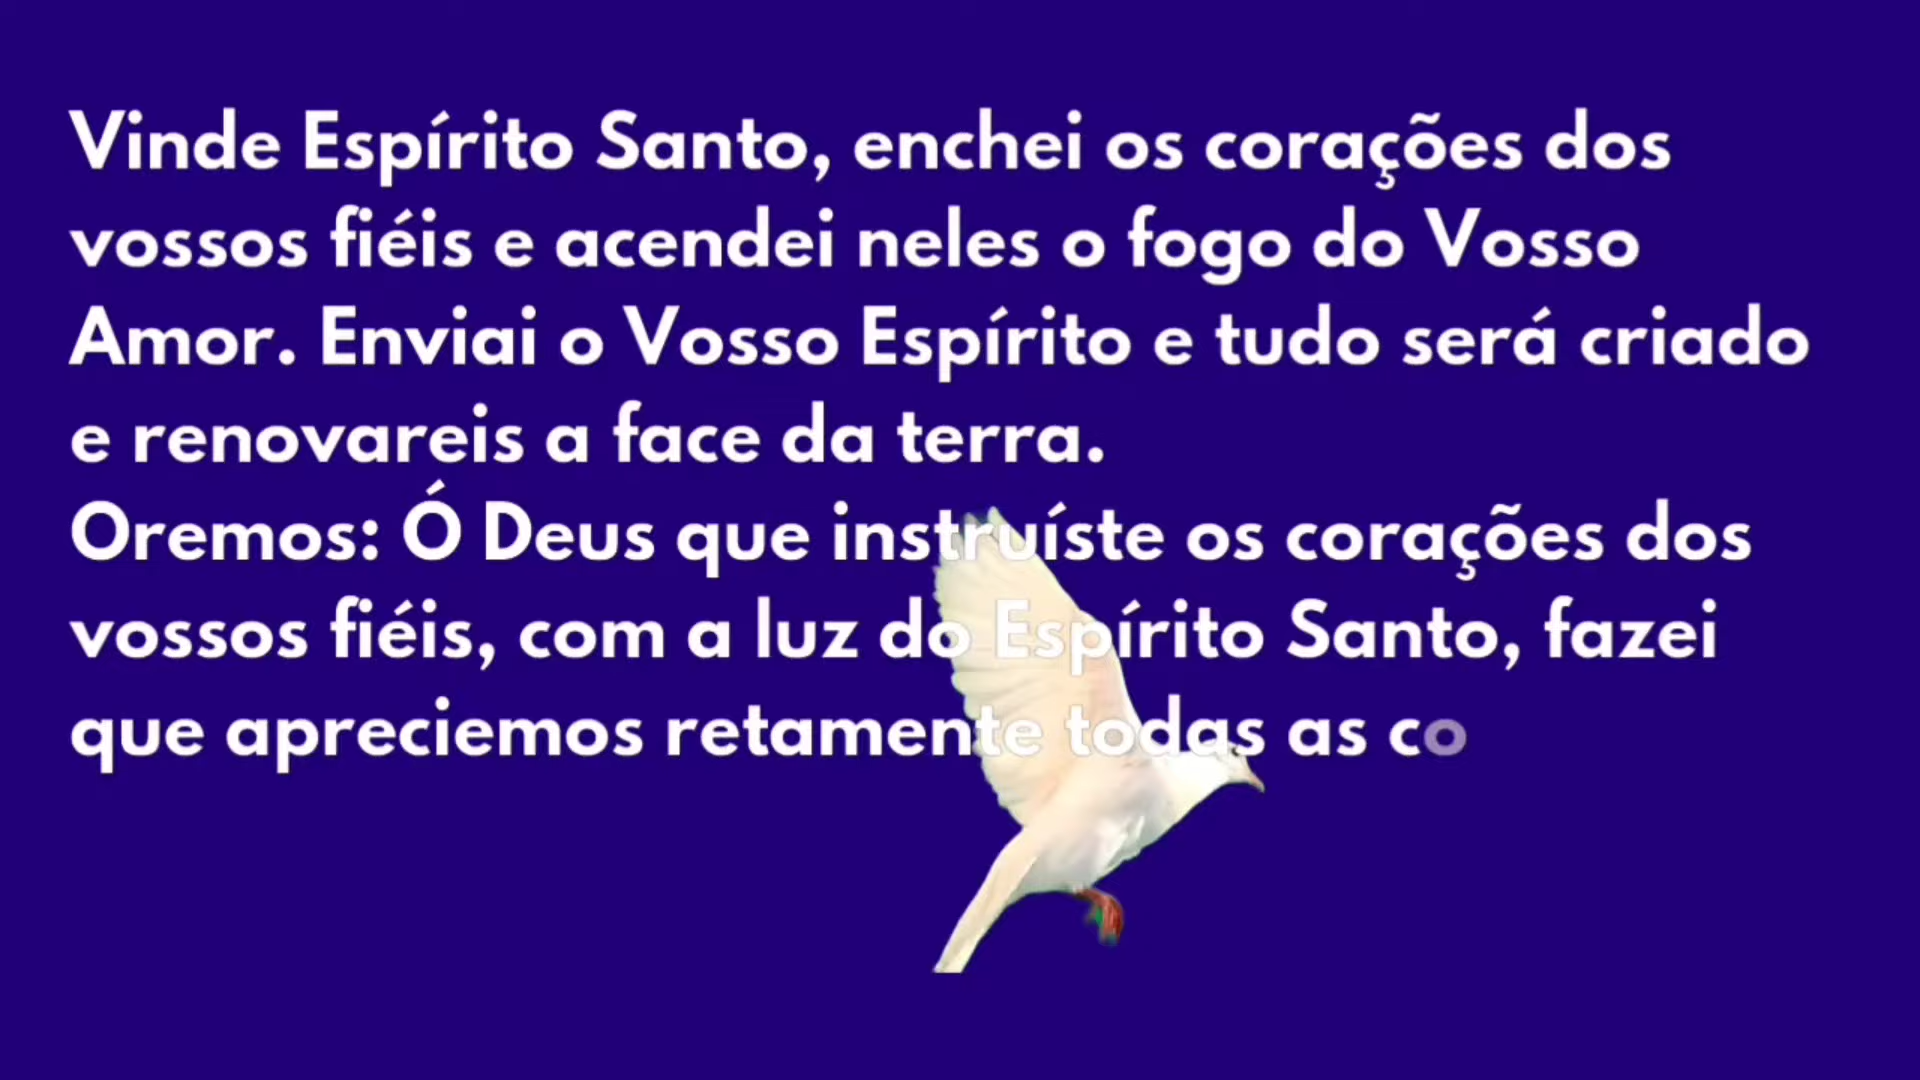 Vinde Espírito Santo, enchei os corações dos
vossos fiéis e acendei neles o fogo do Vosso
Amor. Enviai o Vosso Espírito e tudo será criado
e renovareis a face da terra.
Oremos: Ó Deus que instruíste os corações dos
vossos fiéis, com a luz do Espírito Santo, fazei
que apreciemos retamente todas as co